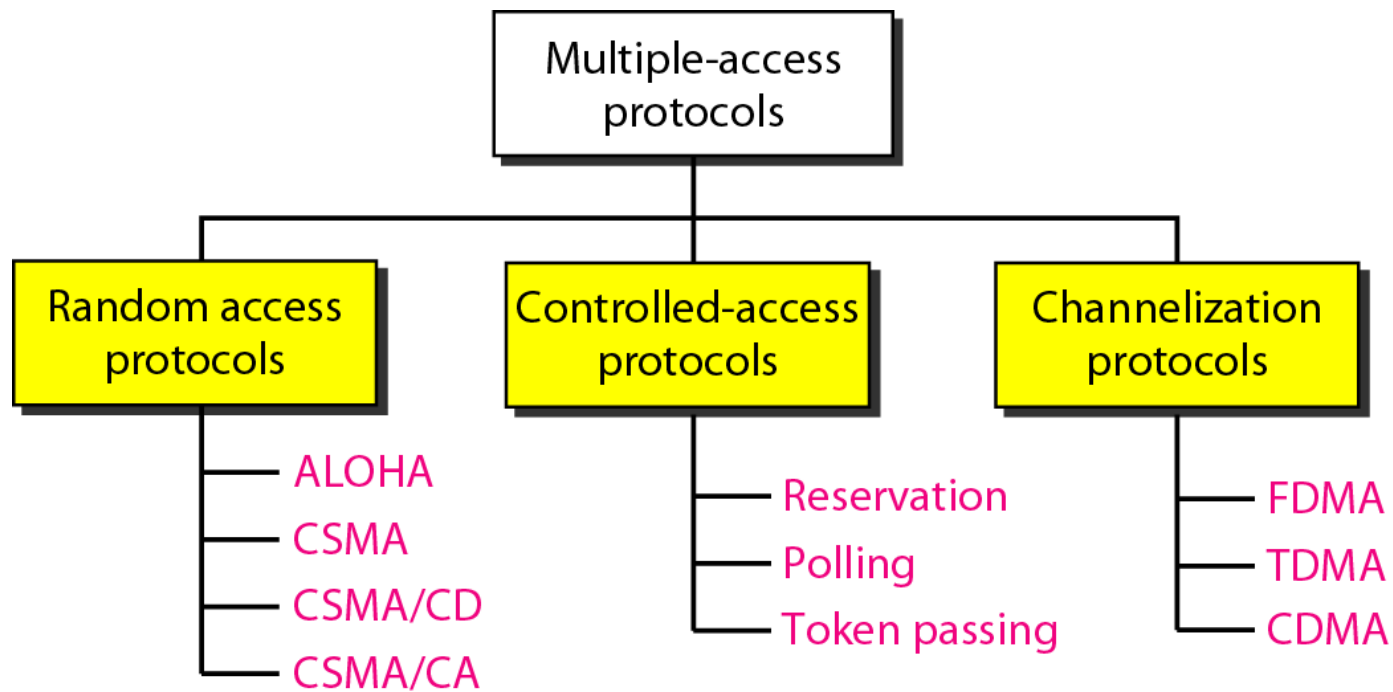 Multiple-access
protocols
Random access
protocols
Controlled-access
protocols
Channelization
protocols
ALOHA
CSMA
CSMA/CD
CSMA/CA
Reservation
Polling
Token passing
FDMA
TDMA
CDMA